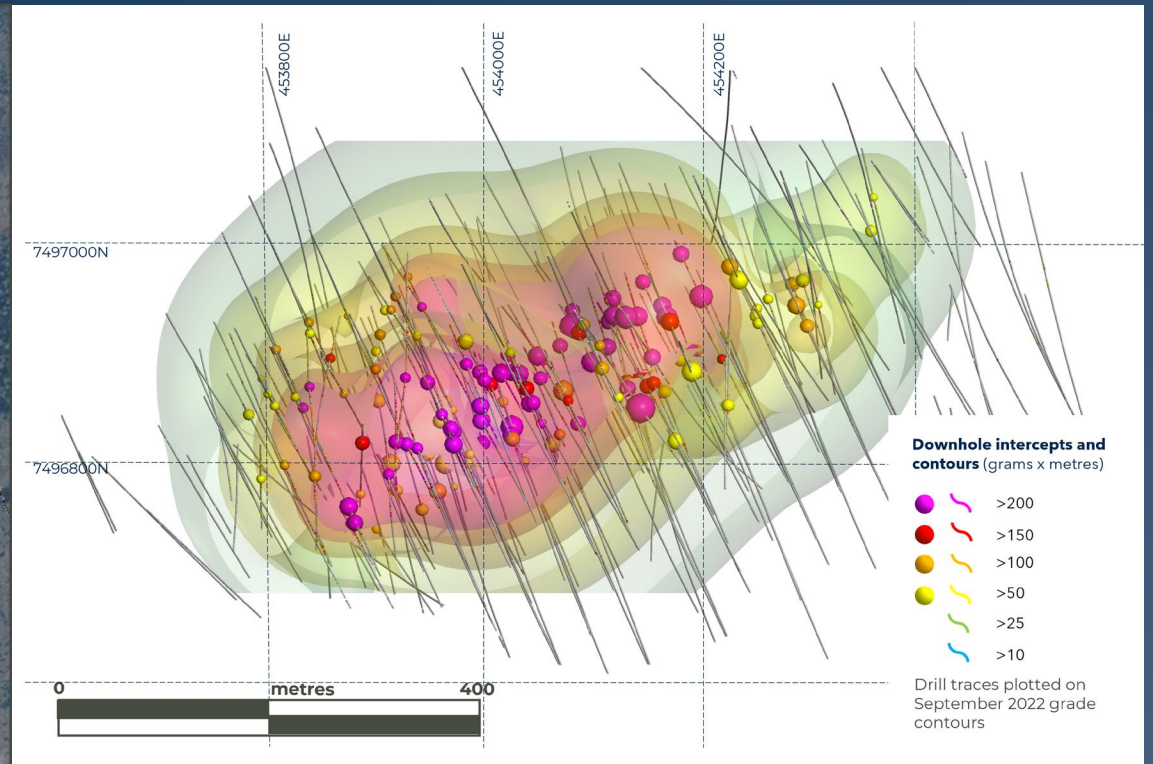 453800E
454000E
454200E
7497000N
7496800N
Downhole intercepts and
contours (grams x metres)
>200
>150
>100
>50
>25
>10
Drill traces plotted on
September 2022 grade
contours
0 metres 400